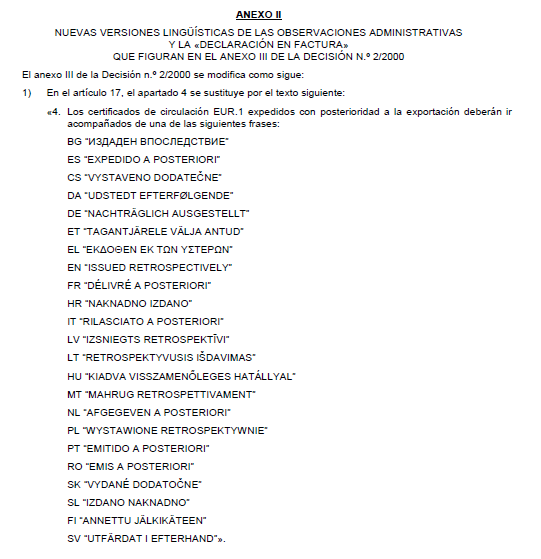 ANEXO II
NUEVAS VERSIONES LINGÜÍSTICAS DE LAS OBSERVACIONES ADMINISTRATIVAS
Y LA «DECLARACIÓN EN FACTURA»
QUE FIGURAN EN EL ANEXO III DE LA DECISIÓN N.º 2/2000
El anexo III de la Decisión n.º 2/2000 se modifica como sigue:
1) En el artículo 17, el apartado 4 se sustituye por el texto siguiente:
«4. Los certificados de circulación EUR.1 expedidos con posterioridad a la exportación deberán ir
acompañados de una de las siguientes frases:
BG “ИЗДАДЕН ВПОСЛЕДСТВИЕ”
ES “EXPEDIDO A POSTERIORI”
CS “VYSTAVENO DODATEČNE”
DA “UDSTEDT EFTERFØLGENDE”
DE “NACHTRÄGLICH AUSGESTELLT”
ET “TAGANTJÄRELE VÄLJA ANTUD”
EL “ΕΚΔΟΘΕΝ ΕΚ ΤΩΝ ΥΣΤΕΡΩΝ”
EN “ISSUED RETROSPECTIVELY”
FR “DÉLIVRÉ A POSTERIORI”
HR “NAKNADNO IZDANO”
IT “RILASCIATO A POSTERIORI”
LV “IZSNIEGTS RETROSPEKTĪVI”
LT “RETROSPEKTYVUSIS IŠDAVIMAS”
HU “KIADVA VISSZAMENŐLEGES HATÁLLYAL”
MT “MAHRUG RETROSPETTIVAMENT”
NL “AFGEGEVEN A POSTERIORI”
PL “WYSTAWIONE RETROSPEKTYWNIE”
PT “EMITIDO A POSTERIORI”
RO “EMIS A POSTERIORI”
SK “VYDANÉ DODATOČNE”
SL “IZDANO NAKNADNO”
FI “ANNETTU JÄLKIKÄTEEN”
SV “UTFÄRDAT I EFTERHAND”».